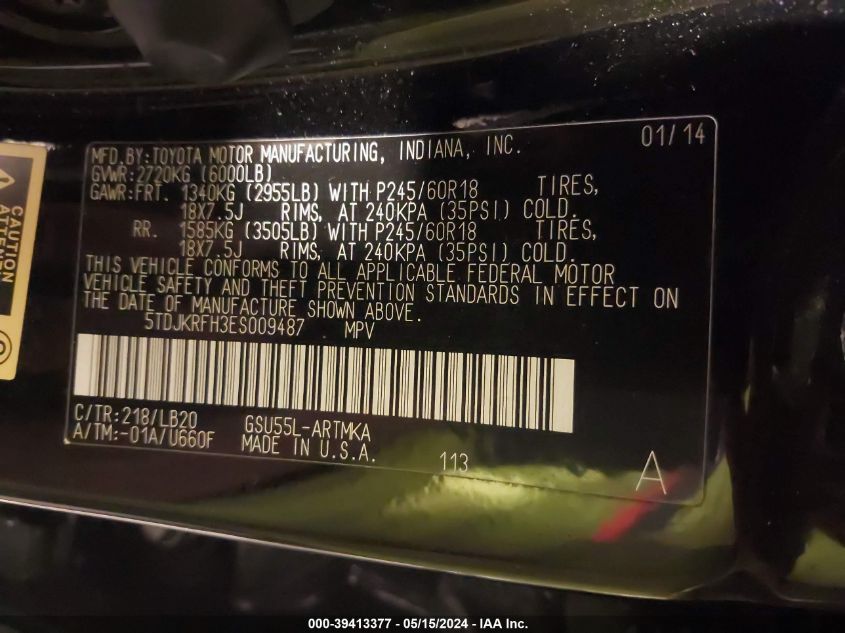 01/14
MFD.BY:TOYOTA MOTOR MANUFACTURING, INDIANA, INC.
GVWR:2720KG (6000LB)
GAWR:FRT. 1340KG (2955LB) WITH P245/60R18 TIRES,
18X7.5J RIMS, AT 240KPA (35PSI) COLD.
RR. 1585KG (3505LB) WITH P245/60R18 TIRES,
18X7.5J RIMS, AT 240KPA (35PSI) COLD.
THIS VEHICLE CONFORMS TO ALL APPLICABLE FEDERAL MOTOR
VEHICLE SAFETY AND THEFT PREVENTION STANDARDS IN EFFECT ON
THE DATE OF MANUFACTURE SHOWN ABOVE.
5TDJKRFH3ES009487 MPV
C/TR:218/LB20 GSU55L-ARTMKA
A/TM:-01A/U660F MADE IN U.S.A.
113
A
CAUTION
000-39413377 - 05/15/2024 - IAA Inc.